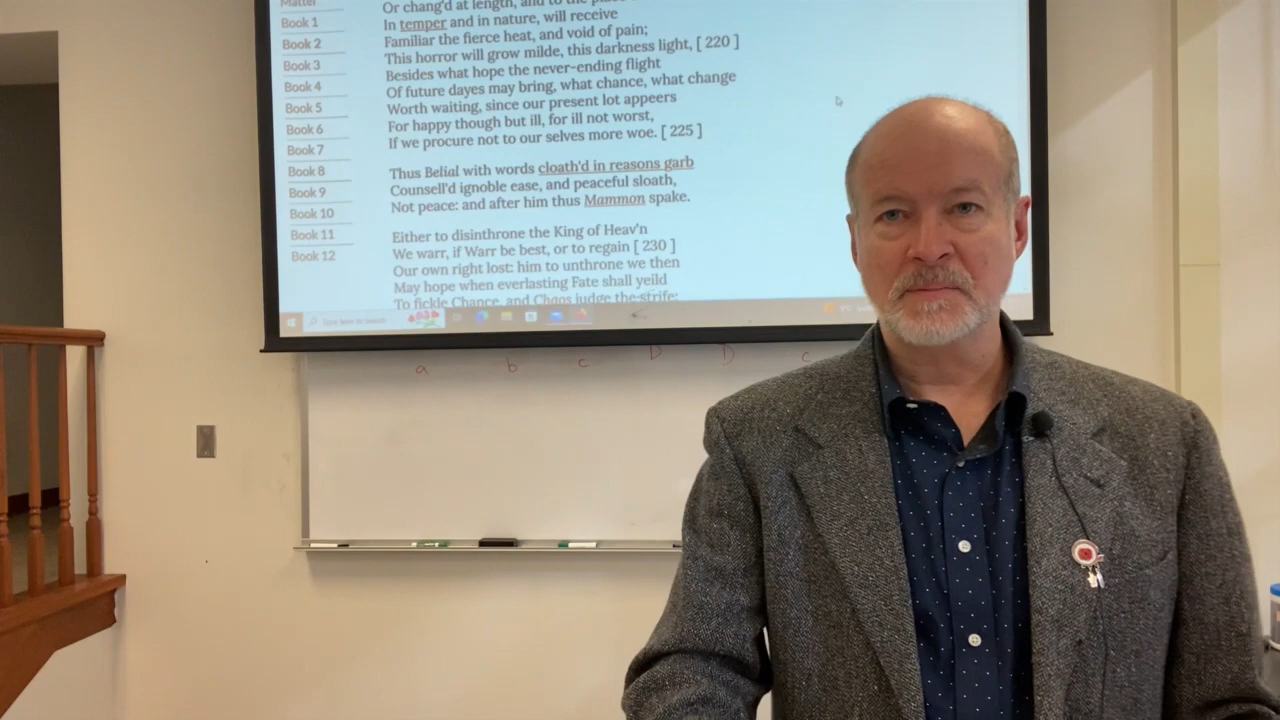 Matter
Book 1
Book 2
Book 3
Book 4
Book 5
Book 6
Book 7
Book 8
Book 9
Book 10
Book 11
Book 12
Or chang'd at length, and to the place
In temper and in nature, will receive
Familiar the fierce heat, and void of pain;
This horror will grow milde, this darkness light, [ 220 ]
Besides what hope the never-ending flight
Of future dayes may bring, what chance, what change
Worth waiting, since our present lot appeers
For happy though but ill, for ill not worst,
If we procure not to our selves more woe. [ 225 ]
Thus Belial with words cloath'd in reasons garb
Counsell'd ignoble ease, and peaceful sloath,
Not peace: and after him thus Mammon spake.
Either to disinthrone the King of Heav'n
We warr, if Warr be best, or to regain [ 230 ]
Our own right lost: him to unthrone we then
May hope when everlasting Fate shall yeild
To fickle Chance, and Chaos judge the strife:
Type here to search
a b c D D c